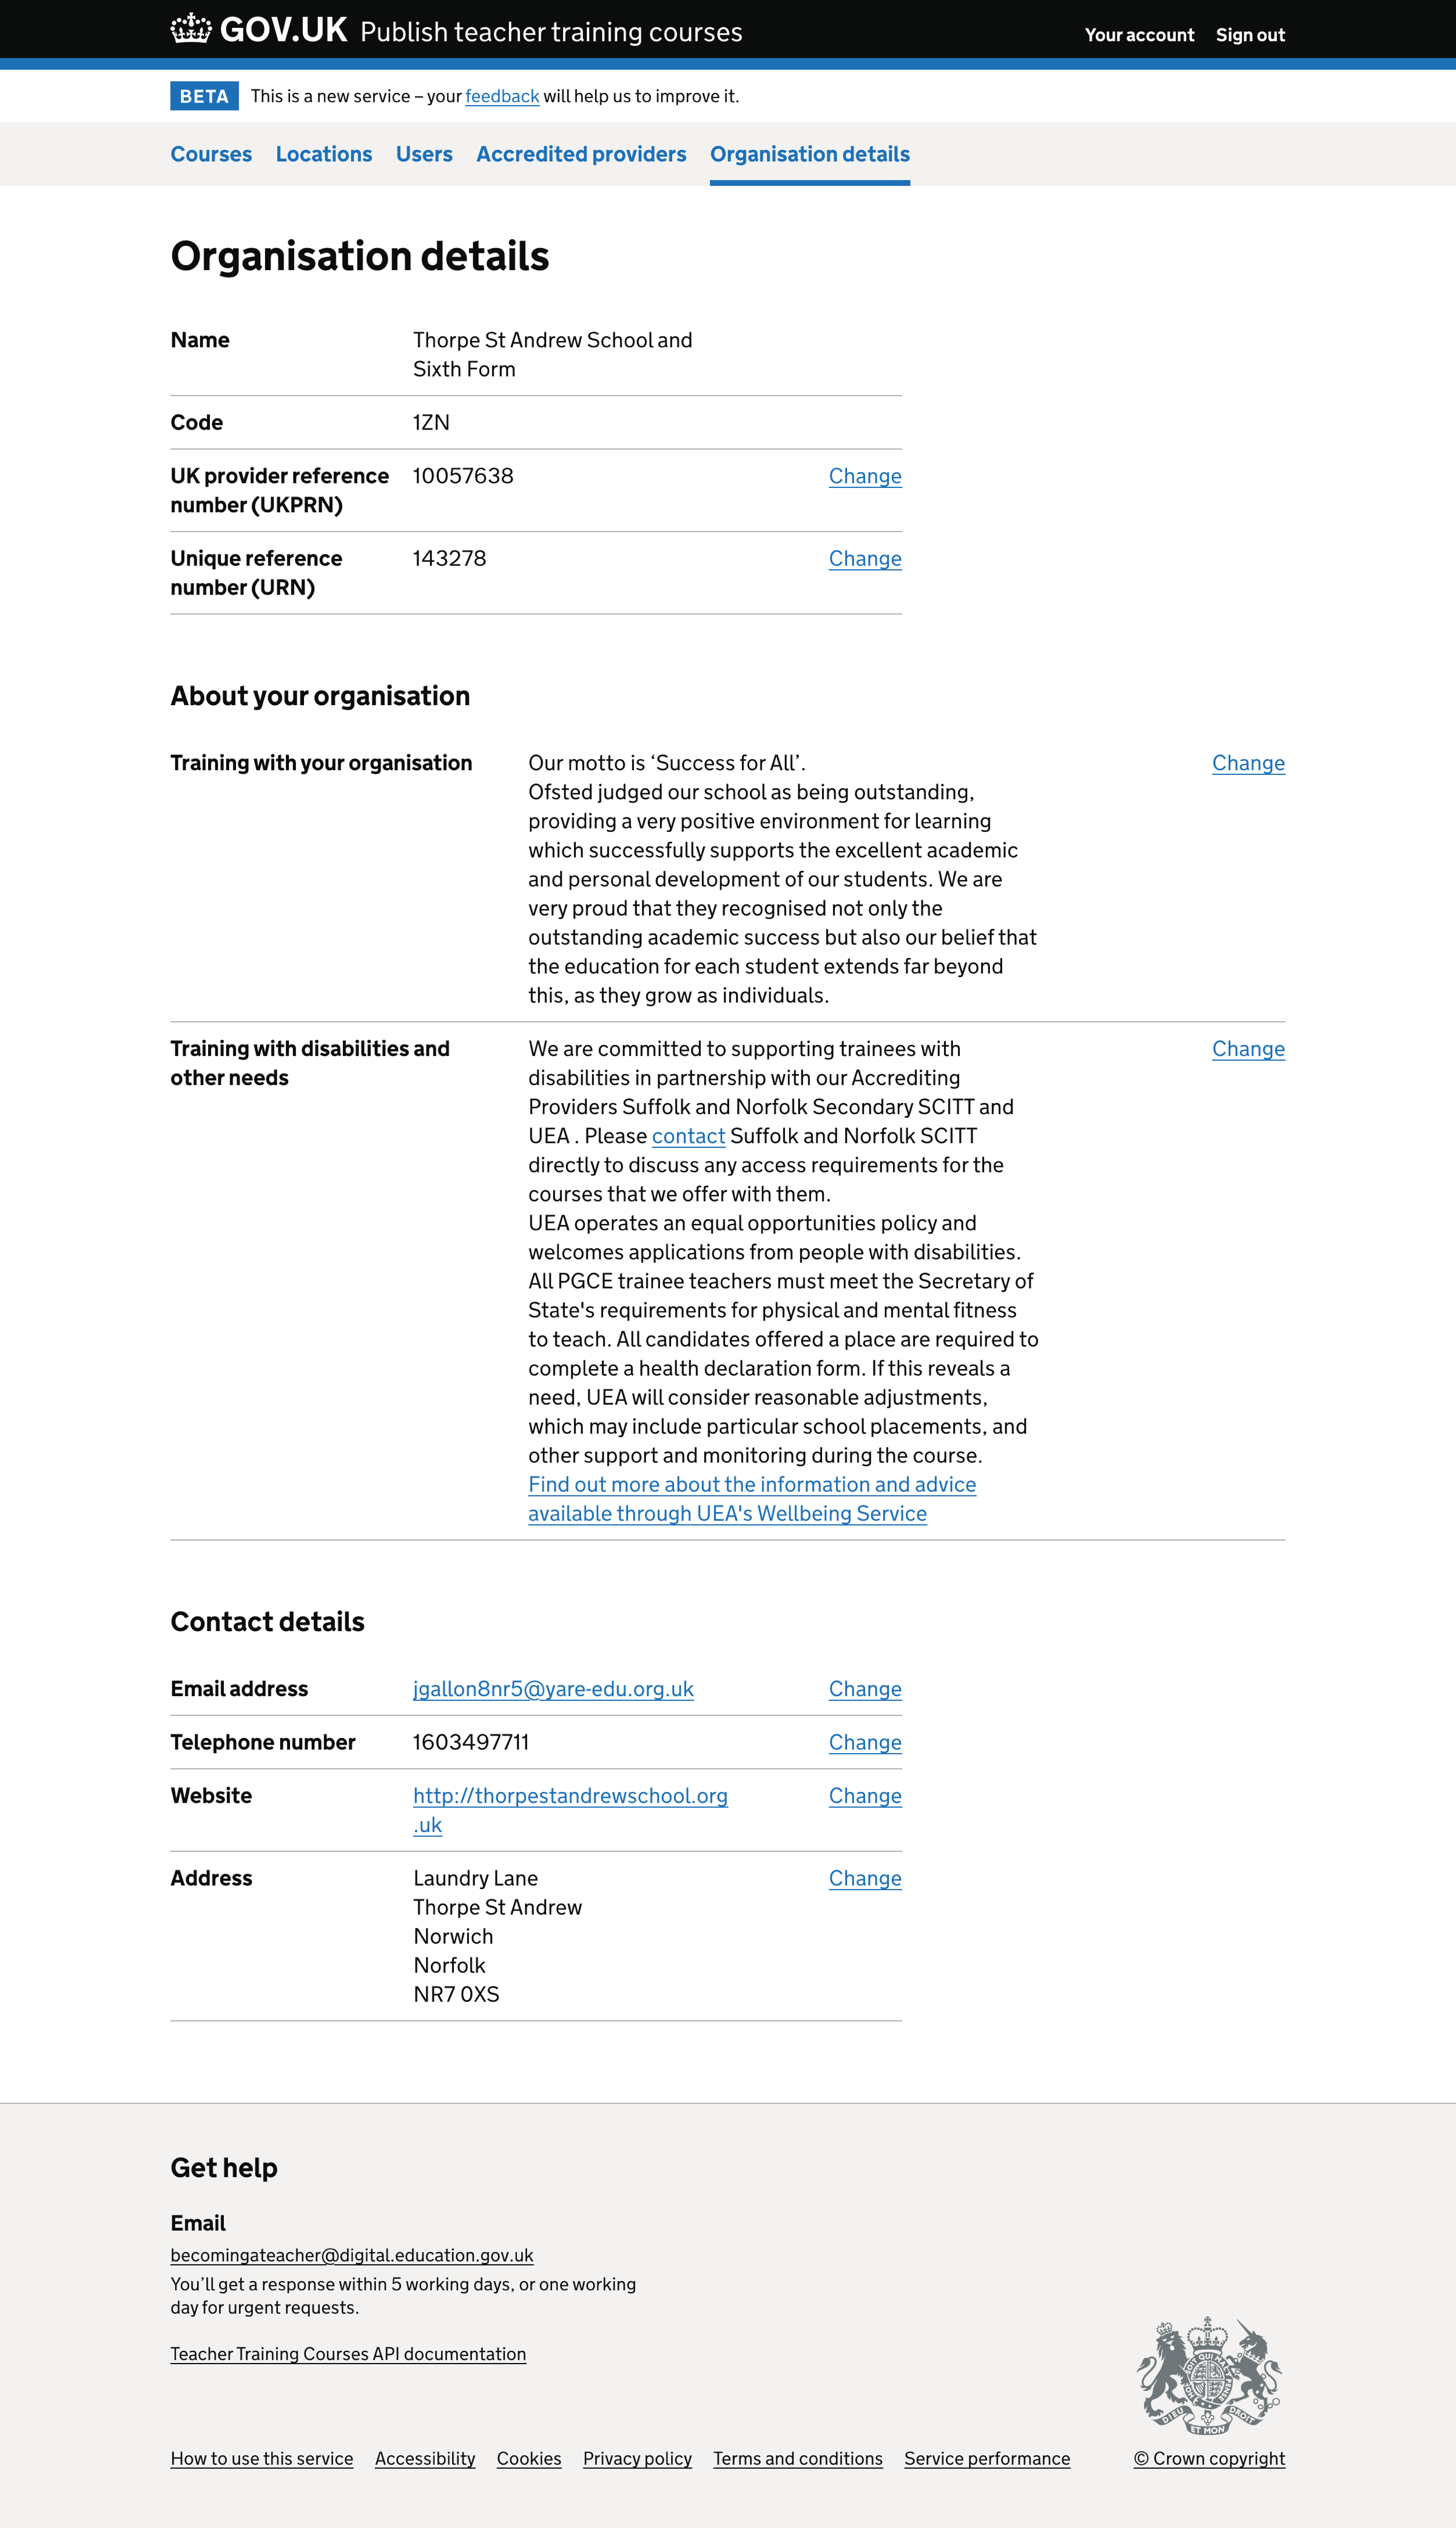 GOV.UK Publish teacher training courses
Your account Sign out
BETA This is a new service – your feedback will help us to improve it.
Courses Locations Users Accredited providers Organisation details
Organisation details
Name Thorpe St Andrew School and
Sixth Form
Code 1ZN
UK provider reference 10057638 Change
number (UKPRN)
Unique reference 143278 Change
number (URN)
About your organisation
Training with your organisation Our motto is ‘Success for All’. Change
Ofsted judged our school as being outstanding,
providing a very positive environment for learning
which successfully supports the excellent academic
and personal development of our students. We are
very proud that they recognised not only the
outstanding academic success but also our belief that
the education for each student extends far beyond
this, as they grow as individuals.
Training with disabilities and We are committed to supporting trainees with Change
other needs disabilities in partnership with our Accrediting
Providers Suffolk and Norfolk Secondary SCITT and
UEA . Please contact Suffolk and Norfolk SCITT
directly to discuss any access requirements for the
courses that we offer with them.
UEA operates an equal opportunities policy and
welcomes applications from people with disabilities.
All PGCE trainee teachers must meet the Secretary of
State's requirements for physical and mental fitness
to teach. All candidates offered a place are required to
complete a health declaration form. If this reveals a
need, UEA will consider reasonable adjustments,
which may include particular school placements, and
other support and monitoring during the course.
Find out more about the information and advice
available through UEA's Wellbeing Service
Contact details
Email address jgallon8nr5@yare-edu.org.uk Change
Telephone number 1603497711 Change
Website http://thorpestandrewschool.org Change
.uk
Address Laundry Lane Change
Thorpe St Andrew
Norwich
Norfolk
NR7 0XS
Get help
Email
becomingateacher@digital.education.gov.uk
You’ll get a response within 5 working days, or one working
day for urgent requests.
Teacher Training Courses API documentation
DIEU ET MON DROIT
How to use this service Accessibility Cookies Privacy policy Terms and conditions Service performance © Crown copyright